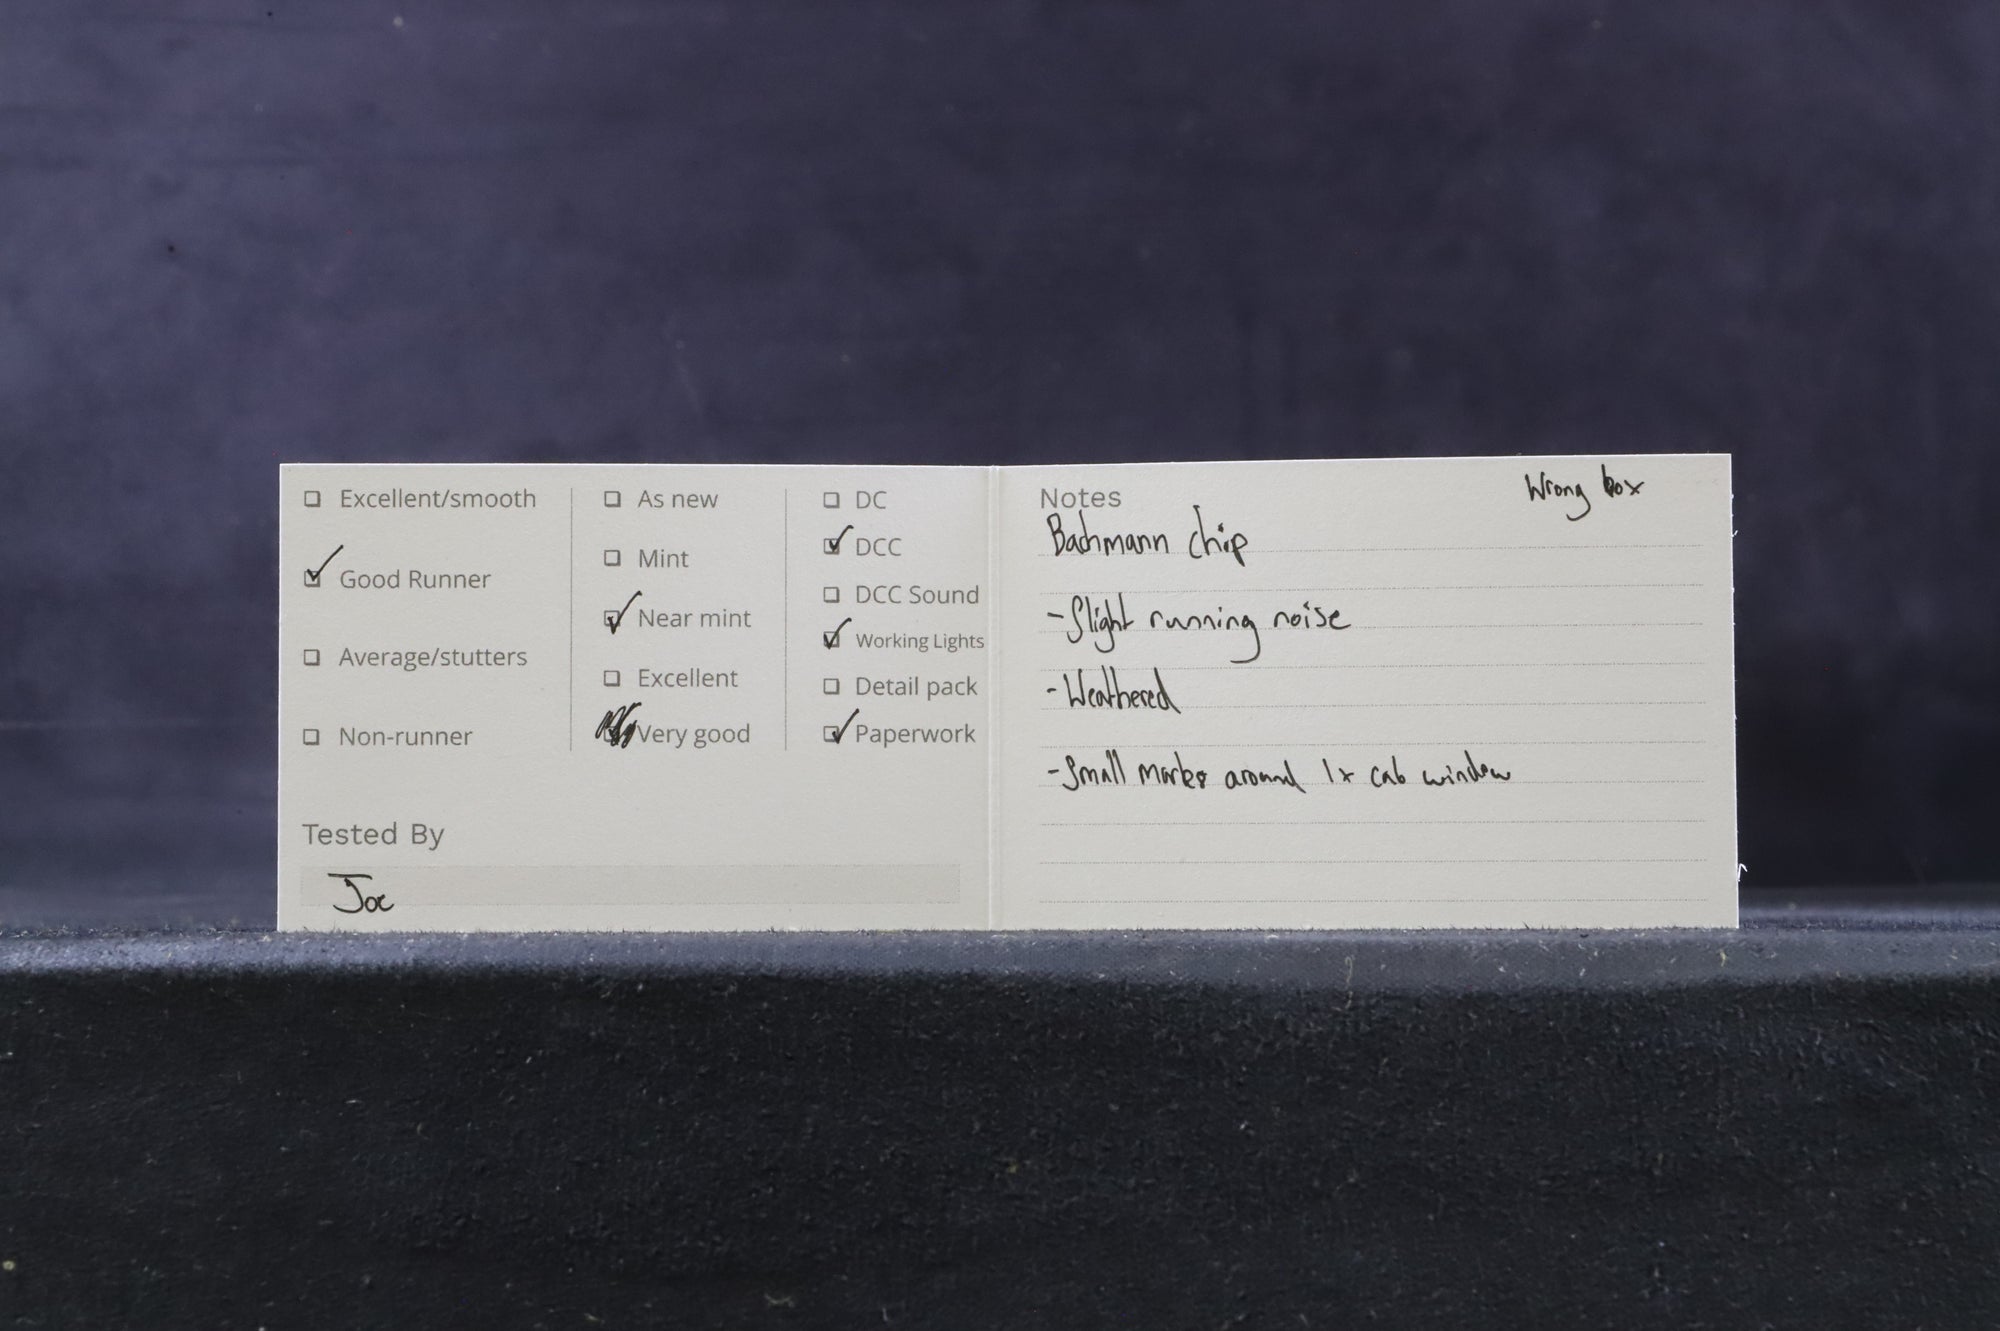 ☐ Excellent/smooth
☑ Good Runner
☐ Average/stutters
☐ Non-runner
☐ As new
☐ Mint
☑ Near mint
☐ Excellent
Very good
☐ DC
☑ DCC
☐ DCC Sound
☑ Working Lights
☐ Detail pack
☑ Paperwork
Tested By
Joe
Notes
Wrong box
Bachmann chip
-Slight running noise
-Weathered
-Small marks around 1x cab window